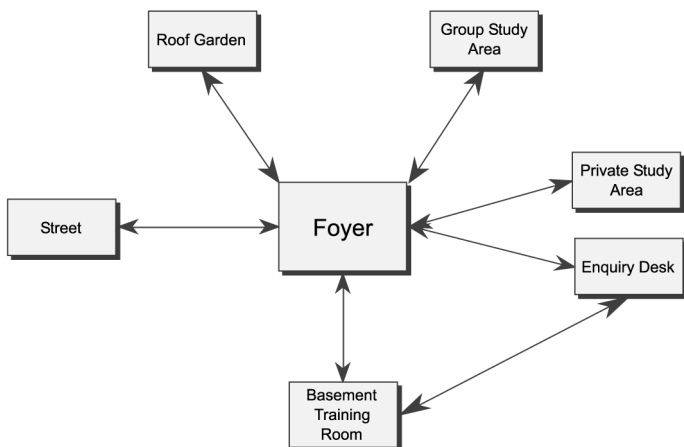 Roof Garden
Group Study
Area
Private Study
Area
Street
Foyer
Enquiry Desk
Basement
Training
Room